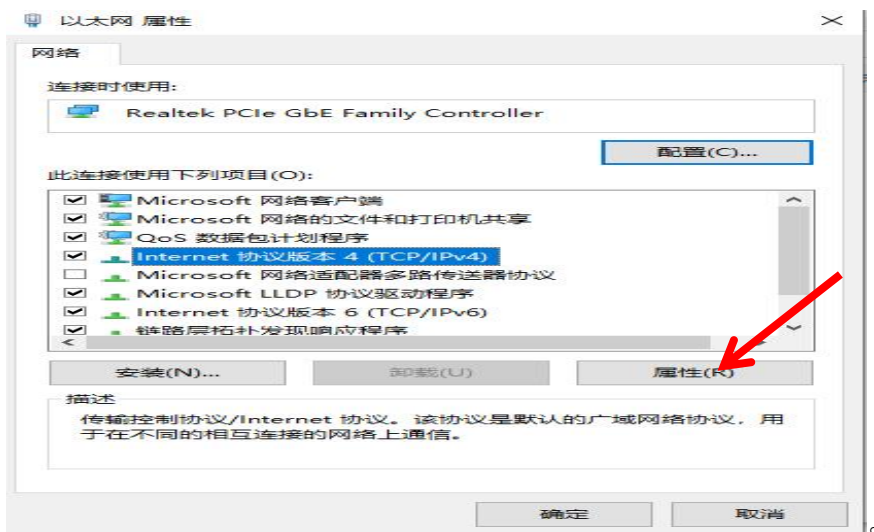 以太网 属性
网络
连接时使用:
Realtek PCIe GbE Family Controller
配置(C)...
此连接使用下列项目(O):
Microsoft 网络客户端
Microsoft 网络的文件和打印机共享
QoS 数据包计划程序
Internet 协议版本 4 (TCP/IPv4)
Microsoft 网络适配器多路传送器协议
Microsoft LLDP 协议驱动程序
Internet 协议版本 6 (TCP/IPv6)
链路层拓扑发现响应程序
安装(N)...
卸载(U)
属性(R)
描述
传输控制协议/Internet 协议。该协议是默认的广域网络协议，用
于在不同的相互连接的网络上通信。
确定
取消